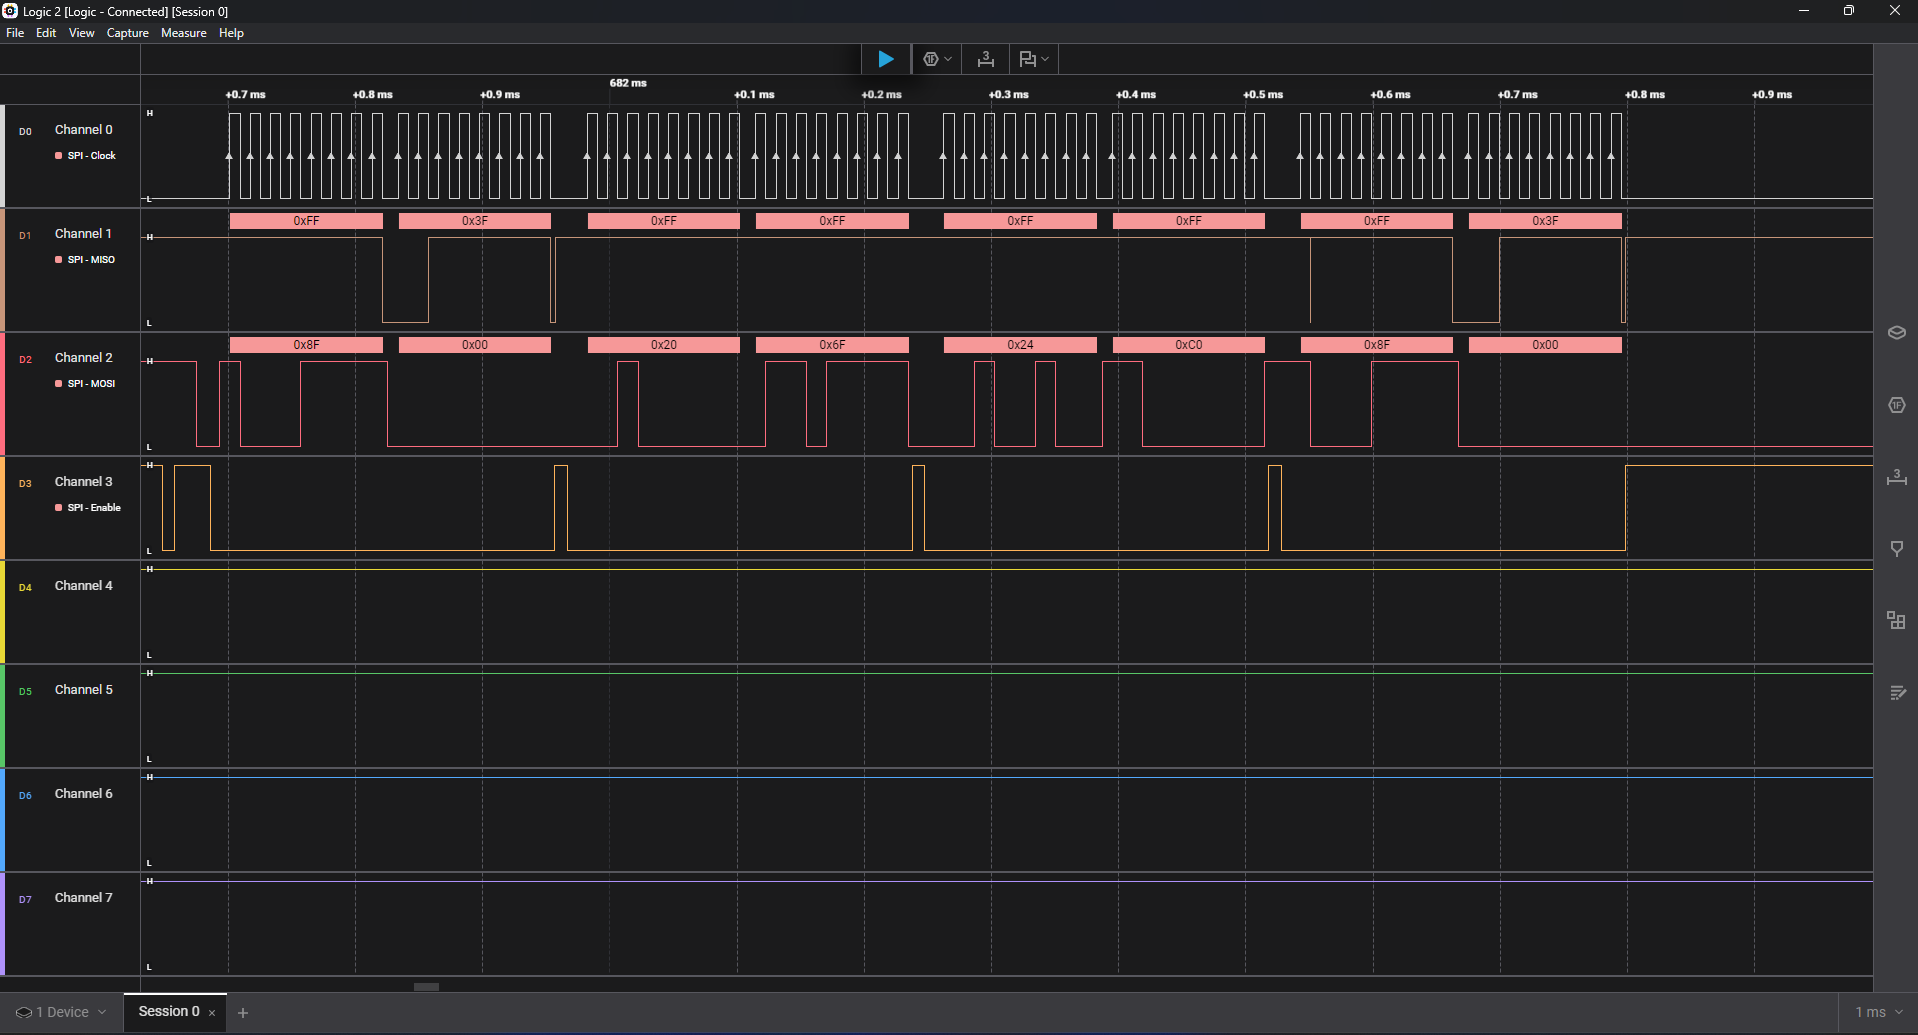 Logic 2 [Logic - Connected] [Session 0]
File Edit View Capture Measure Help
1F 3
682 ms
+0.7 ms +0.8 ms +0.9 ms +0.1 ms +0.2 ms +0.3 ms +0.4 ms +0.5 ms +0.6 ms +0.7 ms +0.8 ms +0.9 ms
H
D0 Channel 0
SPI - Clock
L
0xFF 0x3F 0xFF 0xFF 0xFF 0xFF 0xFF 0x3F
D1 Channel 1 H
SPI - MISO
L
0x8F 0x00 0x20 0x6F 0x24 0xC0 0x8F 0x00
D2 Channel 2 H
SPI - MOSI
L
H
D3 Channel 3
SPI - Enable
L
H
D4 Channel 4
L
H
D5 Channel 5
L
H
D6 Channel 6
L
H
D7 Channel 7
L
1F
3
1 Device Session 0 × + 1 ms